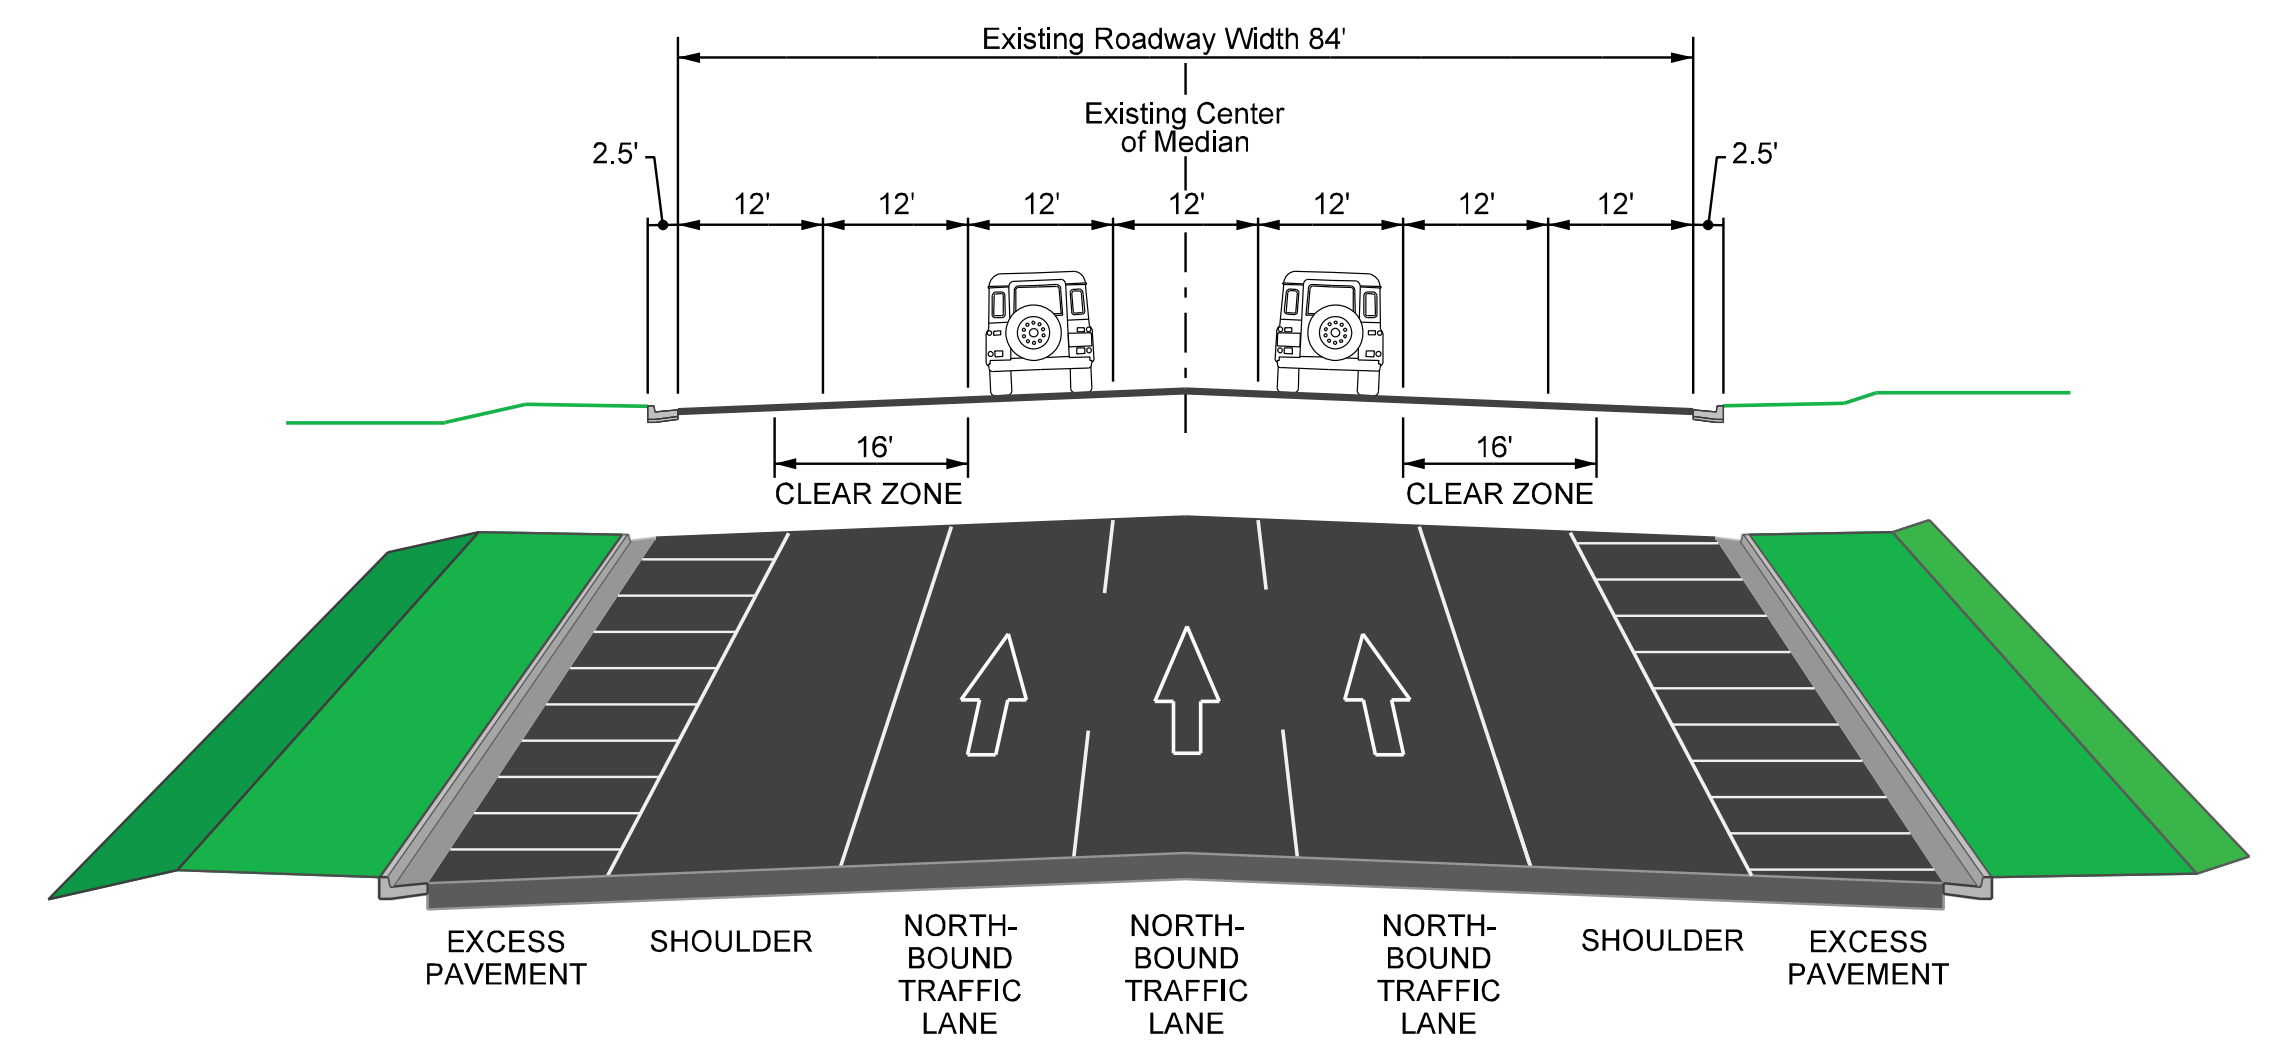 Existing Roadway Width 84'
Existing Center
of Median
2.5'
2.5'
12'
12'
12'
12'
12'
12'
12'
16'
16'
CLEAR ZONE
CLEAR ZONE
EXCESS
PAVEMENT
SHOULDER
NORTH-
BOUND
TRAFFIC
LANE
NORTH-
BOUND
TRAFFIC
LANE
NORTH-
BOUND
TRAFFIC
LANE
SHOULDER
EXCESS
PAVEMENT